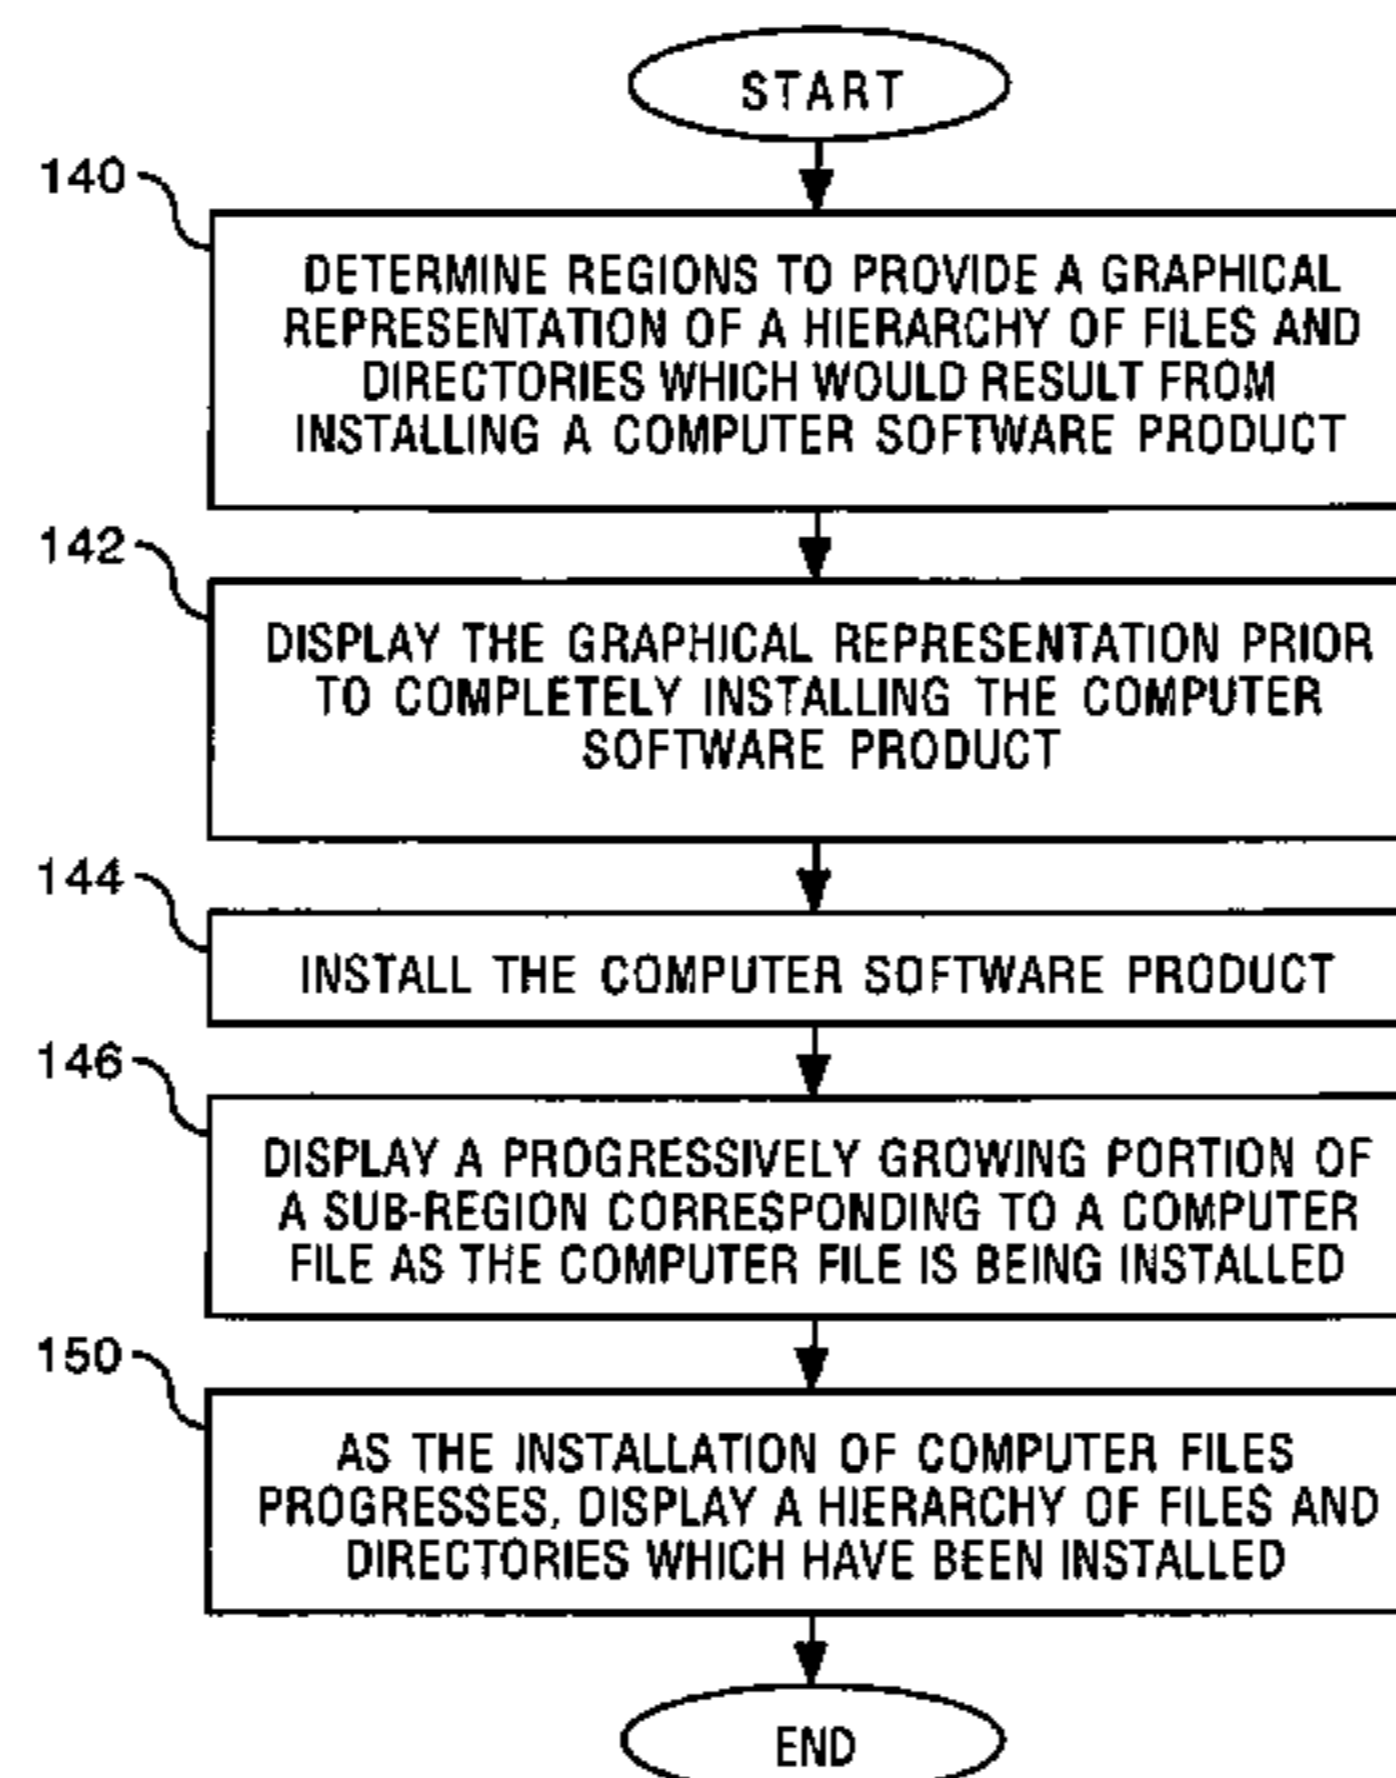 START
140
DETERMINE REGIONS TO PROVIDE A GRAPHICAL
REPRESENTATION OF A HIERARCHY OF FILES AND
DIRECTORIES WHICH WOULD RESULT FROM
INSTALLING A COMPUTER SOFTWARE PRODUCT
142
DISPLAY THE GRAPHICAL REPRESENTATION PRIOR
TO COMPLETELY INSTALLING THE COMPUTER
SOFTWARE PRODUCT
144
INSTALL THE COMPUTER SOFTWARE PRODUCT
146
DISPLAY A PROGRESSIVELY GROWING PORTION OF
A SUB-REGION CORRESPONDING TO A COMPUTER
FILE AS THE COMPUTER FILE IS BEING INSTALLED
150
AS THE INSTALLATION OF COMPUTER FILES
PROGRESSES, DISPLAY A HIERARCHY OF FILES AND
DIRECTORIES WHICH HAVE BEEN INSTALLED
END